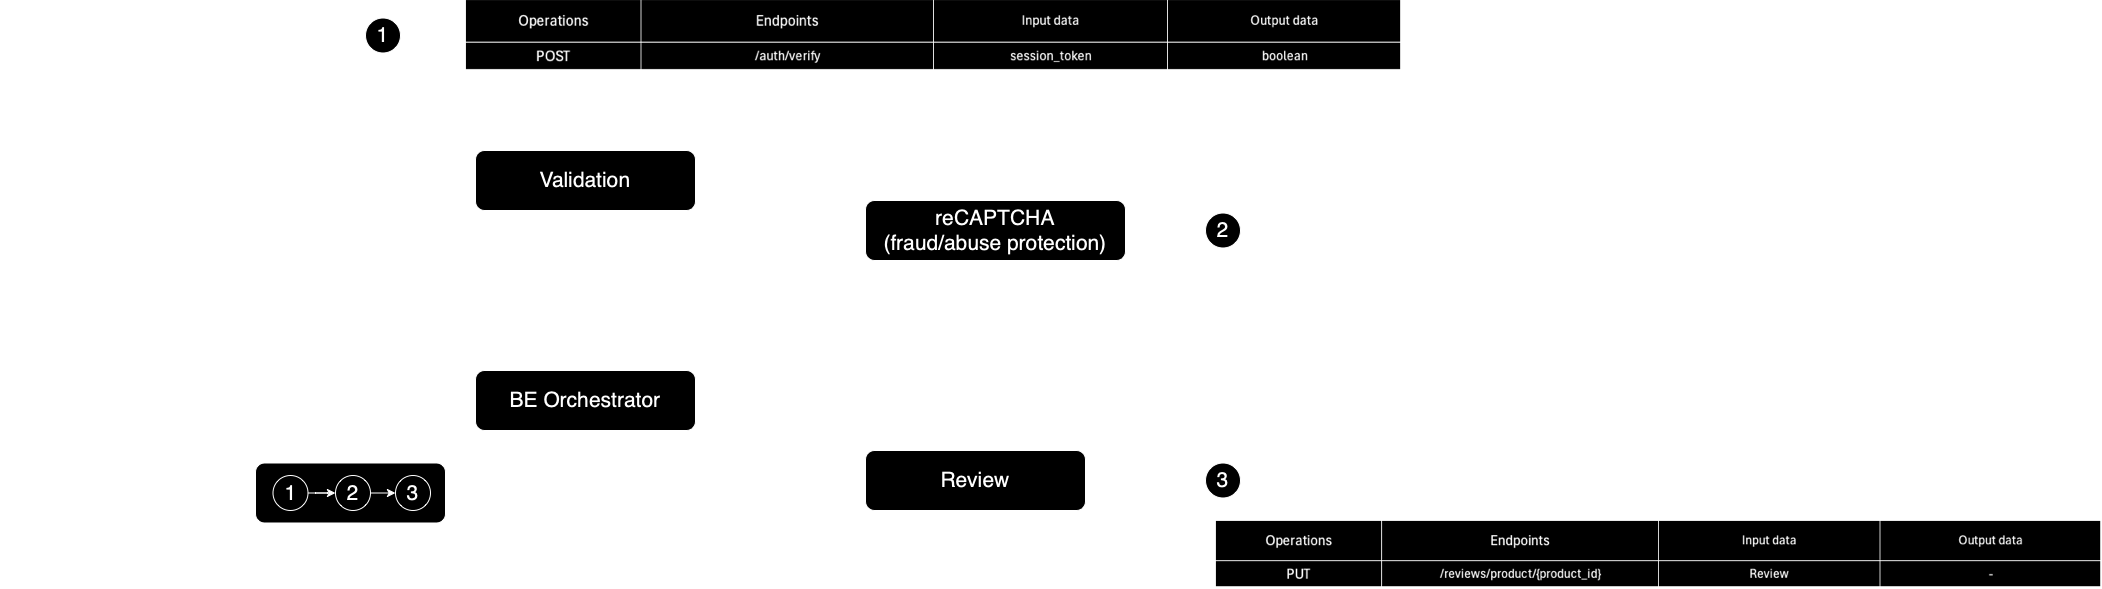 1
Operations Endpoints Input data Output data
POST /auth/verify session_token boolean
Validation
reCAPTCHA
(fraud/abuse protection)
2
BE Orchestrator
1 2 3
Review
3
Operations Endpoints Input data Output data
PUT /reviews/product/{product_id} Review -